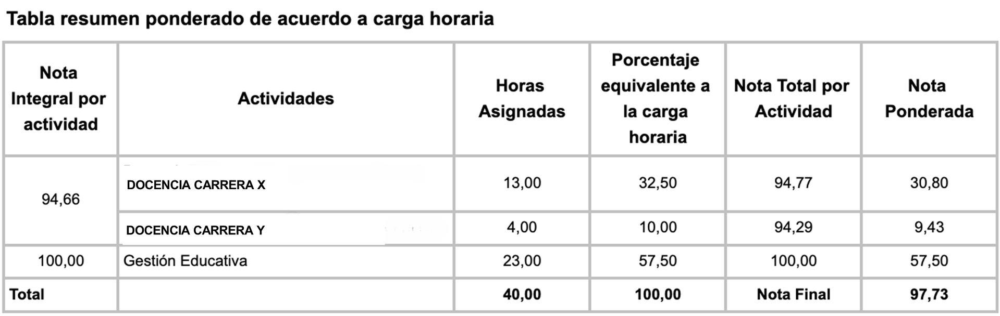 Tabla resumen ponderado de acuerdo a carga horaria
Nota Integral por actividad | Actividades | Horas Asignadas | Porcentaje equivalente a la carga horaria | Nota Total por Actividad | Nota Ponderada
94,66 | DOCENCIA CARRERA X | 13,00 | 32,50 | 94,77 | 30,80
DOCENCIA CARRERA Y | 4,00 | 10,00 | 94,29 | 9,43
100,00 | Gestión Educativa | 23,00 | 57,50 | 100,00 | 57,50
Total | 40,00 | 100,00 | Nota Final | 97,73